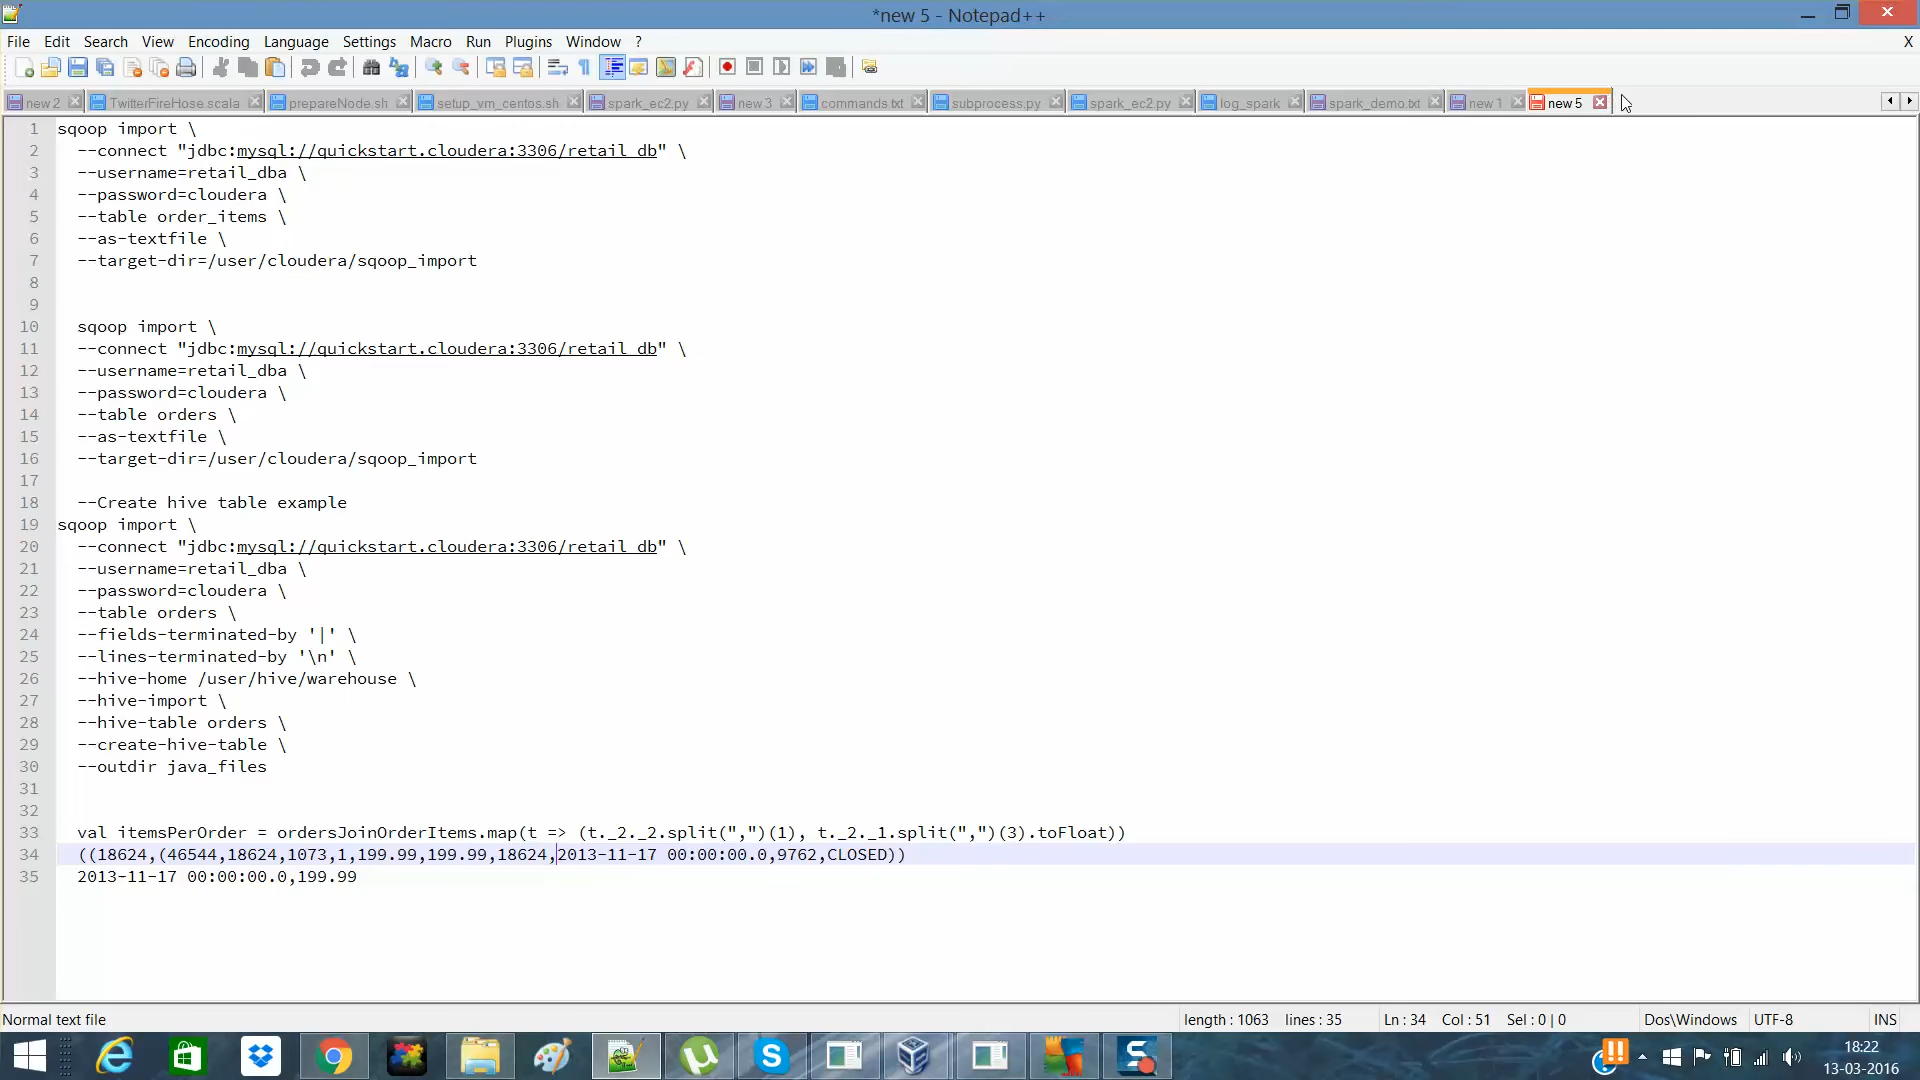 *new 5 - Notepad++
File Edit Search View Encoding Language Settings Macro Run Plugins Window ? X
new 2 TwitterFireHose.scala prepareNode.sh setup_vm_centos.sh spark_ec2.py new 3 commands.txt subprocess.py spark_ec2.py log_spark spark_demo.txt new 1 new 5
1 sqoop import \
2 --connect "jdbc:mysql://quickstart.cloudera:3306/retail_db" \
3 --username=retail_dba \
4 --password=cloudera \
5 --table order_items \
6 --as-textfile \
7 --target-dir=/user/cloudera/sqoop_import
8
9
10 sqoop import \
11 --connect "jdbc:mysql://quickstart.cloudera:3306/retail_db" \
12 --username=retail_dba \
13 --password=cloudera \
14 --table orders \
15 --as-textfile \
16 --target-dir=/user/cloudera/sqoop_import
17
18 --Create hive table example
19 sqoop import \
20 --connect "jdbc:mysql://quickstart.cloudera:3306/retail_db" \
21 --username=retail_dba \
22 --password=cloudera \
23 --table orders \
24 --fields-terminated-by '|' \
25 --lines-terminated-by '\n' \
26 --hive-home /user/hive/warehouse \
27 --hive-import \
28 --hive-table orders \
29 --create-hive-table \
30 --outdir java_files
31
32
33 val itemsPerOrder = ordersJoinOrderItems.map(t => (t._2._2.split(",")(1), t._2._1.split(",")(3).toFloat))
34 ((18624,(46544,18624,1073,1,199.99,199.99,18624,2013-11-17 00:00:00.0,9762,CLOSED))
35 2013-11-17 00:00:00.0,199.99
Normal text file length : 1063 lines : 35 Ln : 34 Col : 51 Sel : 0 | 0 Dos\Windows UTF-8 INS
18:22
13-03-2016